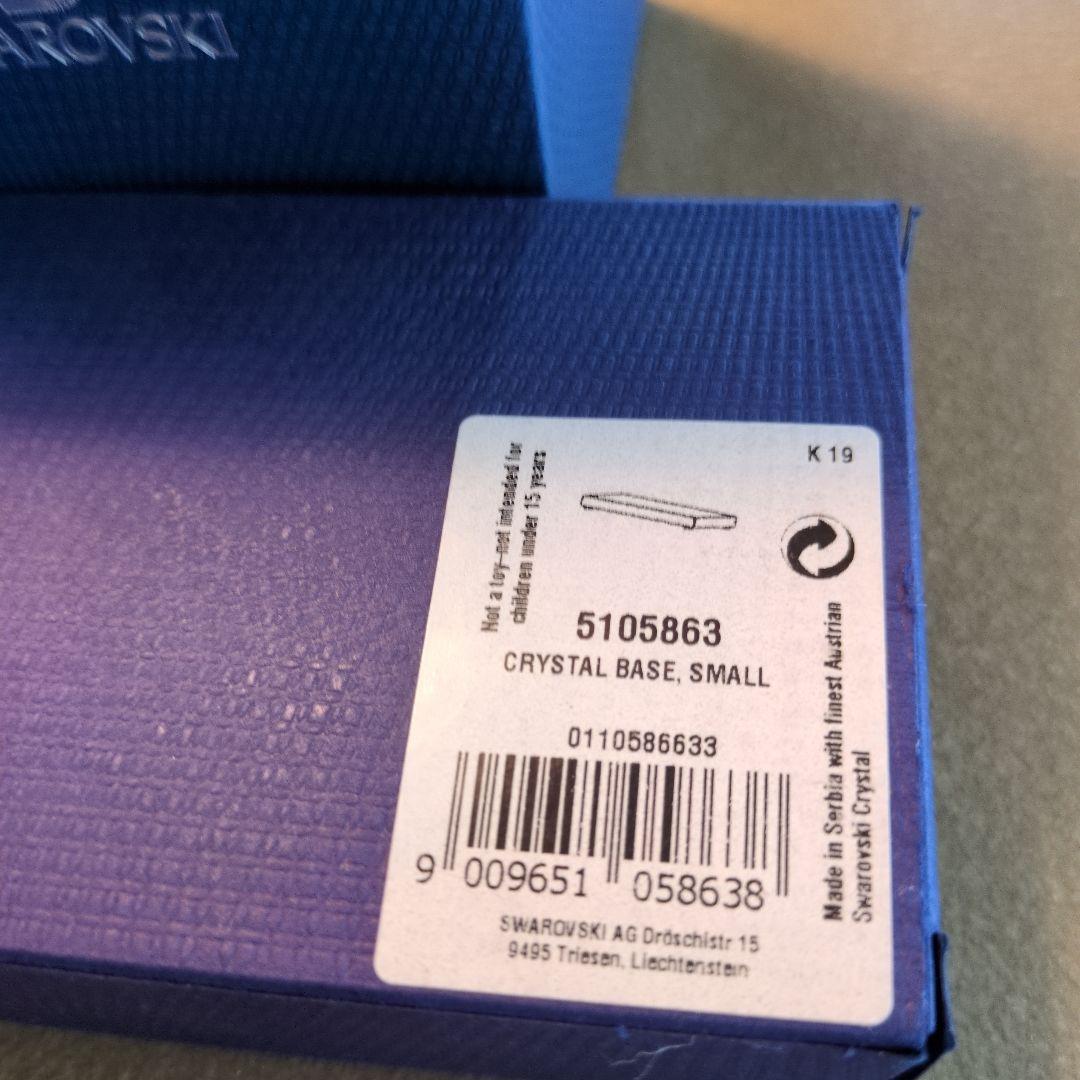 AROVSKI
K 19
Not a toy-not intended for
children under 15 years
5105863
CRYSTAL BASE, SMALL
0110586633
9 009651 058638
SWAROVSKI AG Dröschistr 15
9495 Triesen, Liechtenstein
Made in Serbia with finest Austrian
Swarovski Crystal